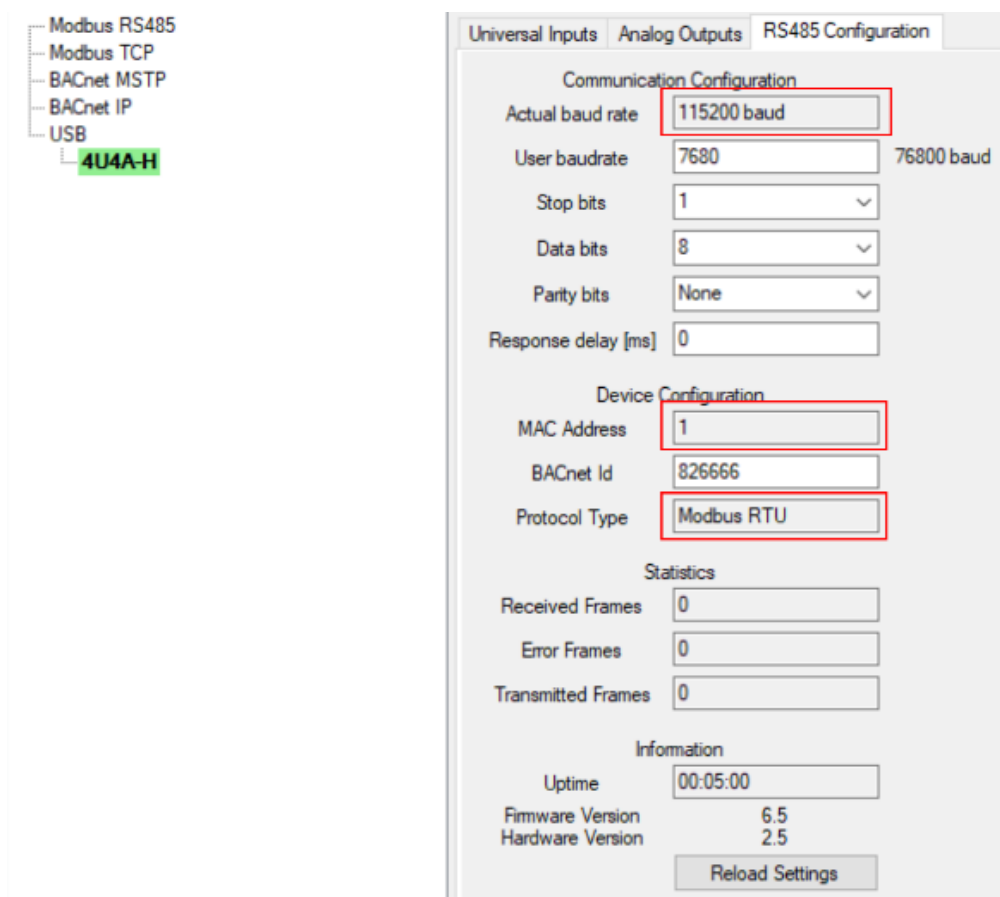 Modbus RS485
Modbus TCP
BACnet MSTP
BACnet IP
USB
4U4A-H
Universal Inputs Analog Outputs RS485 Configuration
Communication Configuration
Actual baud rate 115200 baud
User baudrate 7680 76800 baud
Stop bits 1
Data bits 8
Parity bits None
Response delay [ms] 0
Device Configuration
MAC Address 1
BACnet Id 826666
Protocol Type Modbus RTU
Statistics
Received Frames 0
Error Frames 0
Transmitted Frames 0
Information
Uptime 00:05:00
Firmware Version 6.5
Hardware Version 2.5
Reload Settings